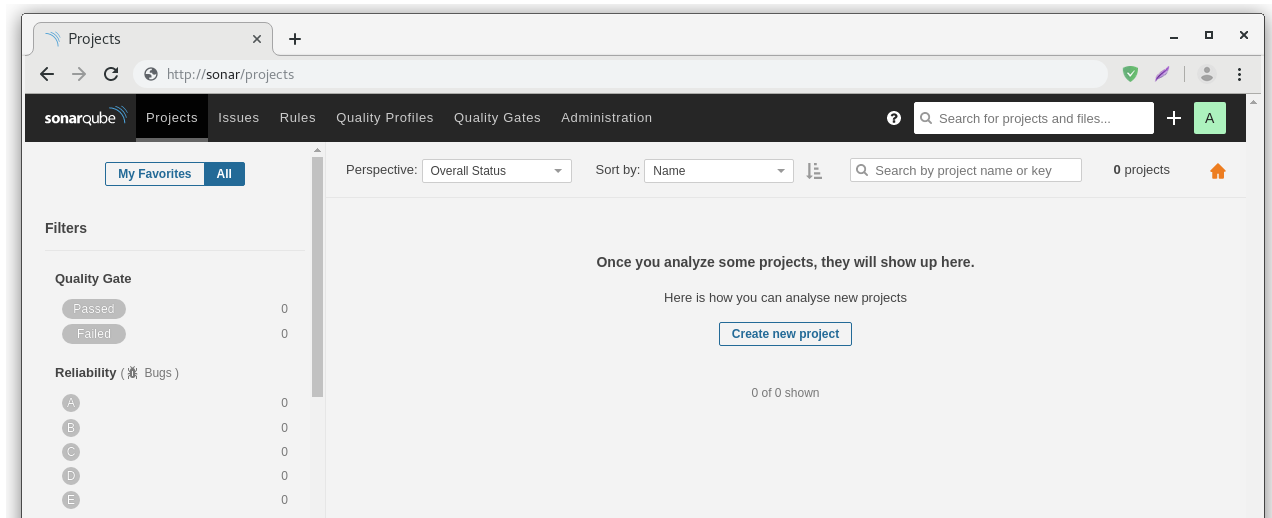 Projects
http://sonar/projects
sonarqube Projects Issues Rules Quality Profiles Quality Gates Administration Search for projects and files... A
My Favorites All
Perspective: Overall Status Sort by: Name Search by project name or key 0 projects
Filters
Quality Gate
Passed 0
Failed 0
Reliability ( Bugs )
A 0
B 0
C 0
D 0
E 0
Once you analyze some projects, they will show up here.
Here is how you can analyse new projects
Create new project
0 of 0 shown